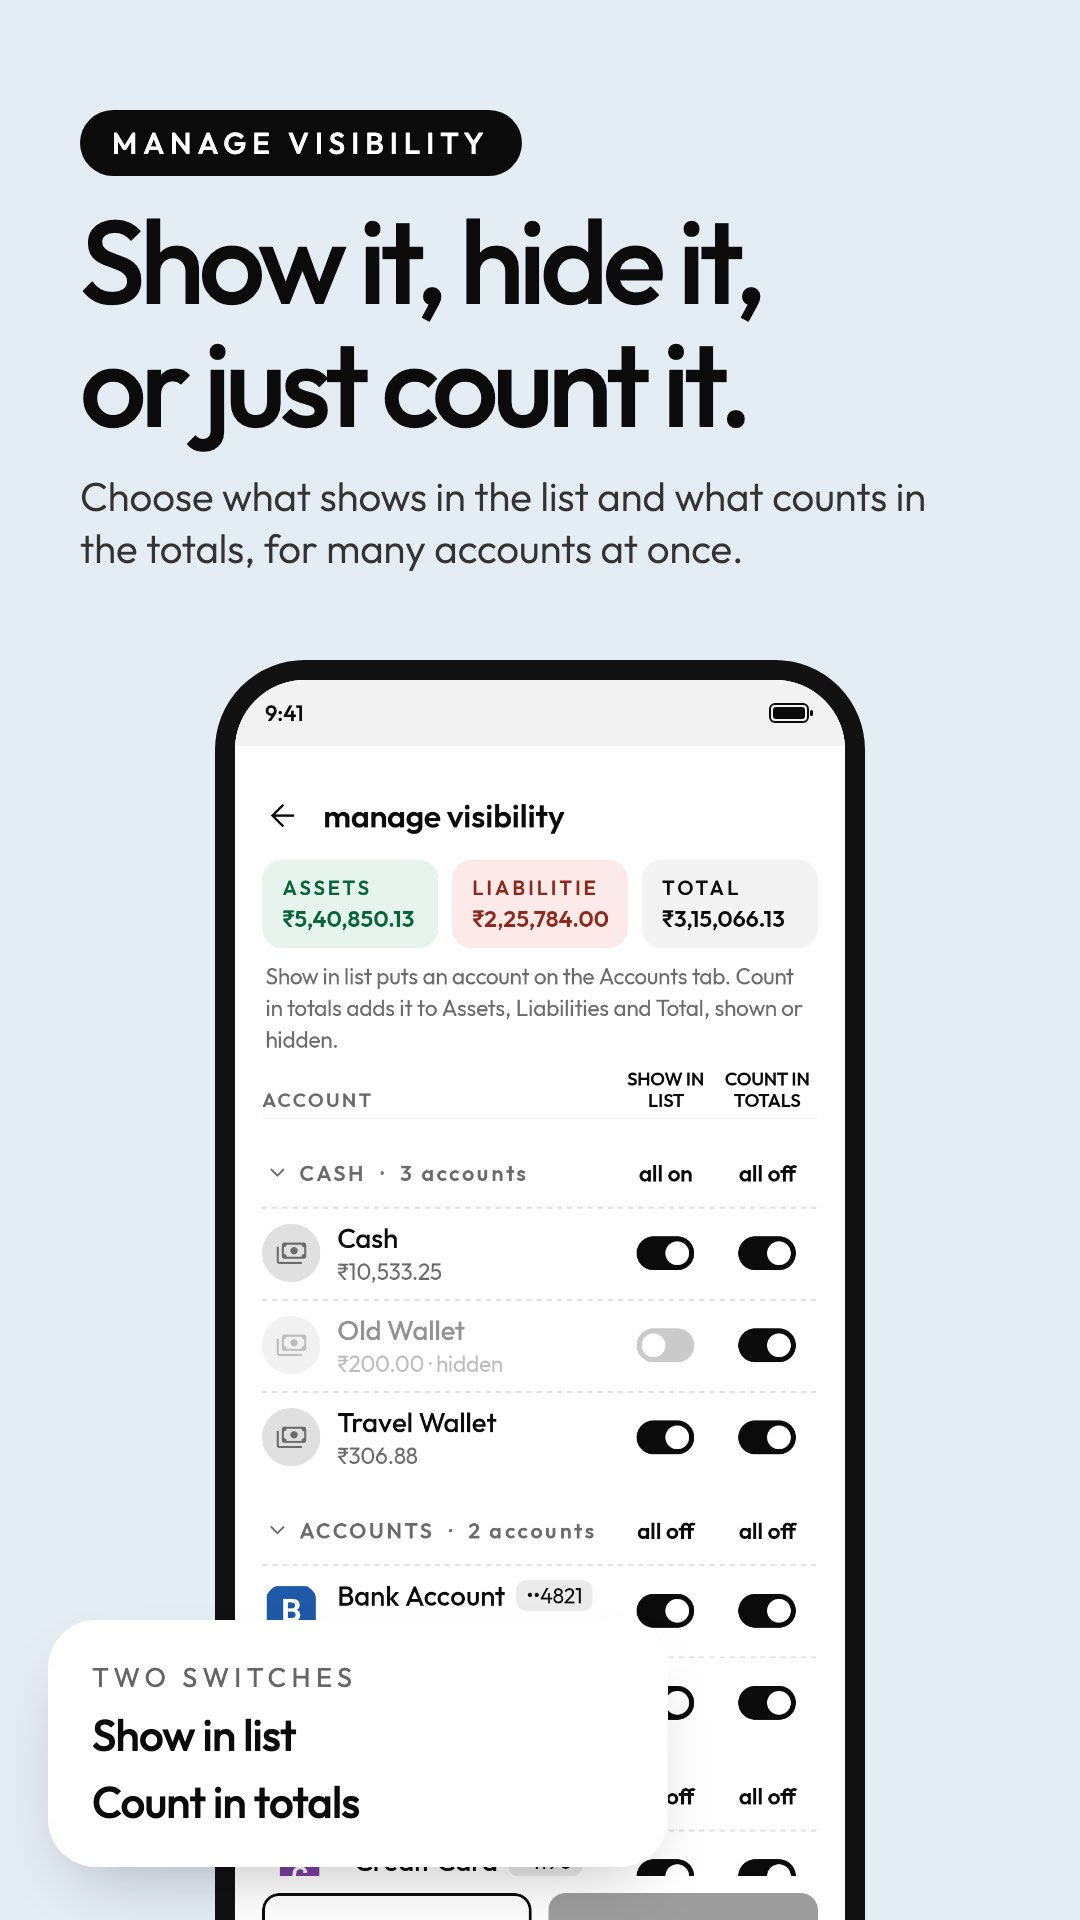 MANAGE VISIBILITY
Show it, hide it,
or just count it.
Choose what shows in the list and what counts in
the totals, for many accounts at once.
9:41
manage visibility
ASSETS
₹5,40,850.13
LIABILITIE
₹2,25,784.00
TOTAL
₹3,15,066.13
Show in list puts an account on the Accounts tab. Count
in totals adds it to Assets, Liabilities and Total, shown or
hidden.
ACCOUNT
SHOW IN
LIST
COUNT IN
TOTALS
CASH · 3 accounts
all on
all off
Cash
₹10,533.25
Old Wallet
₹200.00 · hidden
Travel Wallet
₹306.88
ACCOUNTS · 2 accounts
all off
all off
B
Bank Account
••4821
TWO SWITCHES
Show in list
Count in totals
off
all off
Credit Card